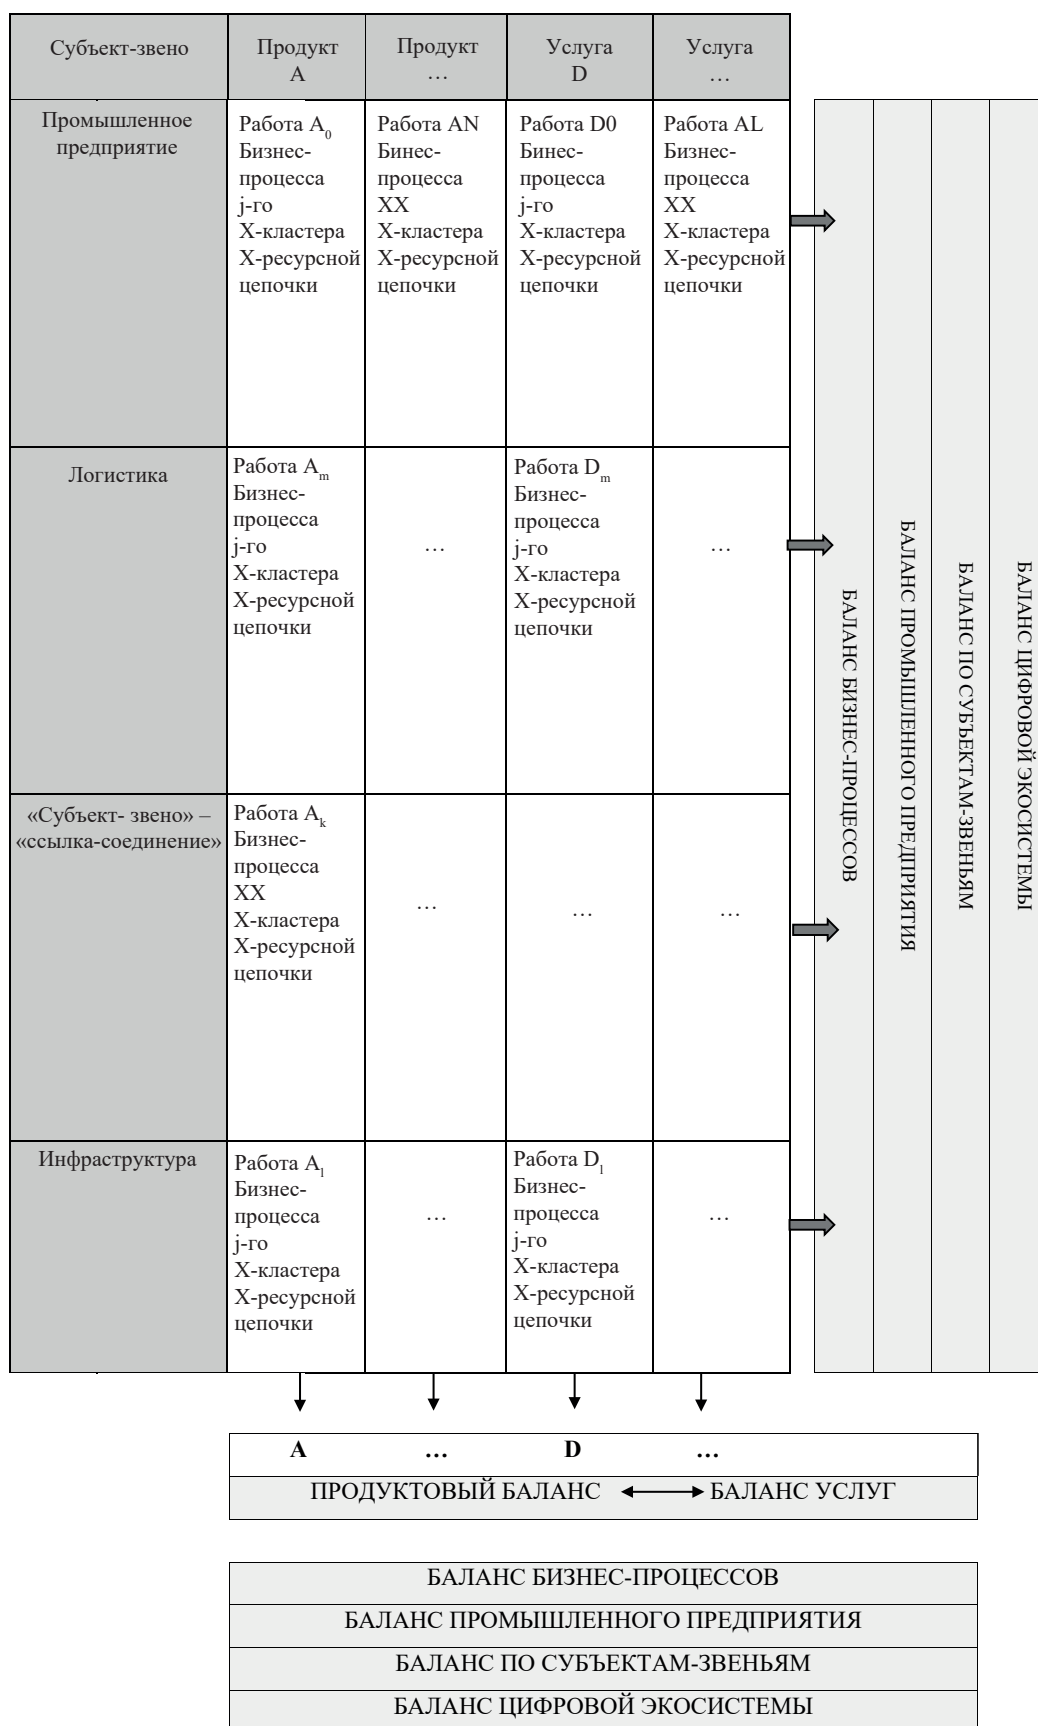 Субъект-звено
Продукт
А
Продукт
…
Услуга
D
Услуга
…
Промышленное
предприятие
Работа A0
Бизнес-
процесса
j-го
Х-кластера
Х-ресурсной
цепочки
Работа AN
Бинес-
процесса
ХХ
Х-кластера
Х-ресурсной
цепочки
Работа D0
Бинес-
процесса
j-го
Х-кластера
Х-ресурсной
цепочки
Работа AL
Бизнес-
процесса
ХХ
Х-кластера
Х-ресурсной
цепочки
Логистика
Работа Am
Бизнес-
процесса
j-го
Х-кластера
Х-ресурсной
цепочки
…
Работа Dm
Бизнес-
процесса
j-го
Х-кластера
Х-ресурсной
цепочки
…
«Субъект- звено» –
«ссылка-соединение»
Работа Ak
Бизнес-
процесса
ХХ
Х-кластера
Х-ресурсной
цепочки
…
…
…
Инфраструктура
Работа Al
Бизнес-
процесса
j-го
Х-кластера
Х-ресурсной
цепочки
…
Работа Dl
Бизнес-
процесса
j-го
Х-кластера
Х-ресурсной
цепочки
…
БАЛАНС БИЗНЕС-ПРОЦЕССОВ
БАЛАНС ПРОМЫШЛЕННОГО ПРЕДПРИЯТИЯ
БАЛАНС ПО СУБЪЕКТАМ-ЗВЕНЬЯМ
БАЛАНС ЦИФРОВОЙ ЭКОСИСТЕМЫ
A … D …
ПРОДУКТОВЫЙ БАЛАНС ⟷ БАЛАНС УСЛУГ
БАЛАНС БИЗНЕС-ПРОЦЕССОВ
БАЛАНС ПРОМЫШЛЕННОГО ПРЕДПРИЯТИЯ
БАЛАНС ПО СУБЪЕКТАМ-ЗВЕНЬЯМ
БАЛАНС ЦИФРОВОЙ ЭКОСИСТЕМЫ